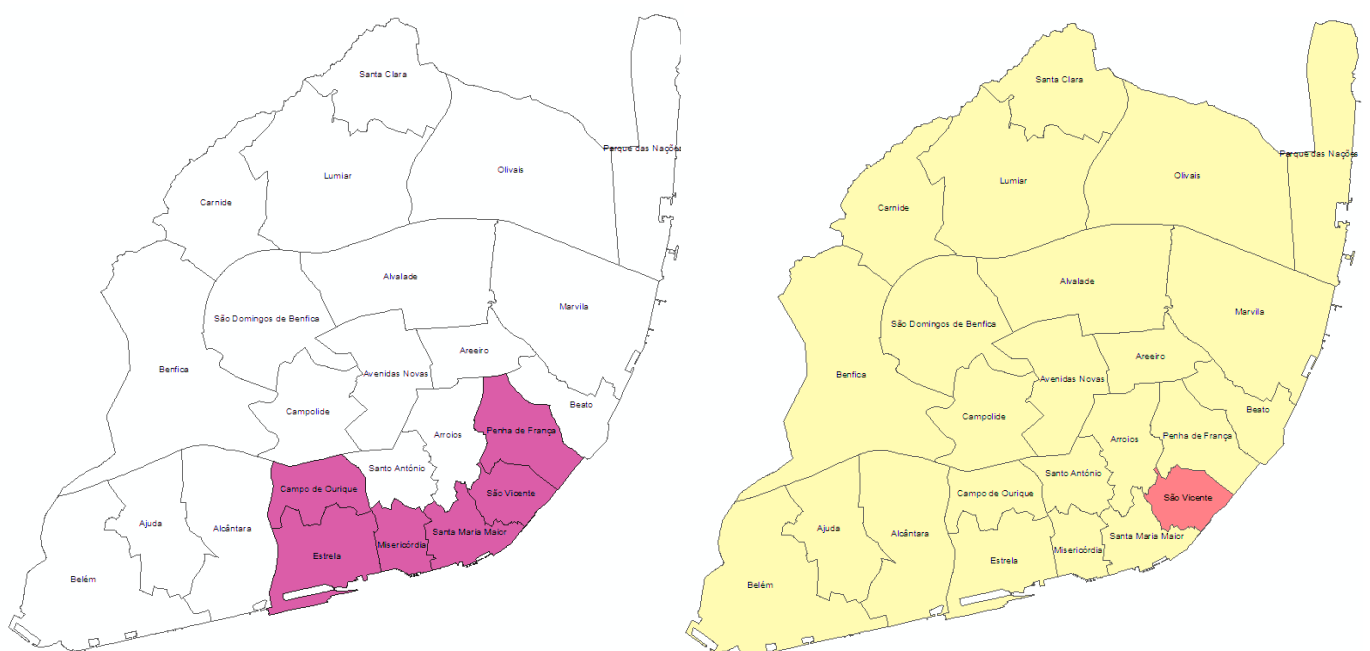 Santa Clara
Parque das Nações
Olivais
Lumiar
Carnide
Alvalade
Marvila
São Domingos de Benfica
Areeiro
Benfica
Avenidas Novas
Beato
Campolide
Penha de França
Arroios
Santo António
Campo de Ourique
São Vicente
Ajuda
Alcântara
Santa Maria Maior
Misericórdia
Estrela
Belém
Santa Clara
Parque das Nações
Olivais
Lumiar
Carnide
Alvalade
Marvila
São Domingos de Benfica
Areeiro
Benfica
Avenidas Novas
Beato
Campolide
Penha de França
Arroios
Santo António
Campo de Ourique
São Vicente
Ajuda
Alcântara
Santa Maria Maior
Misericórdia
Estrela
Belém